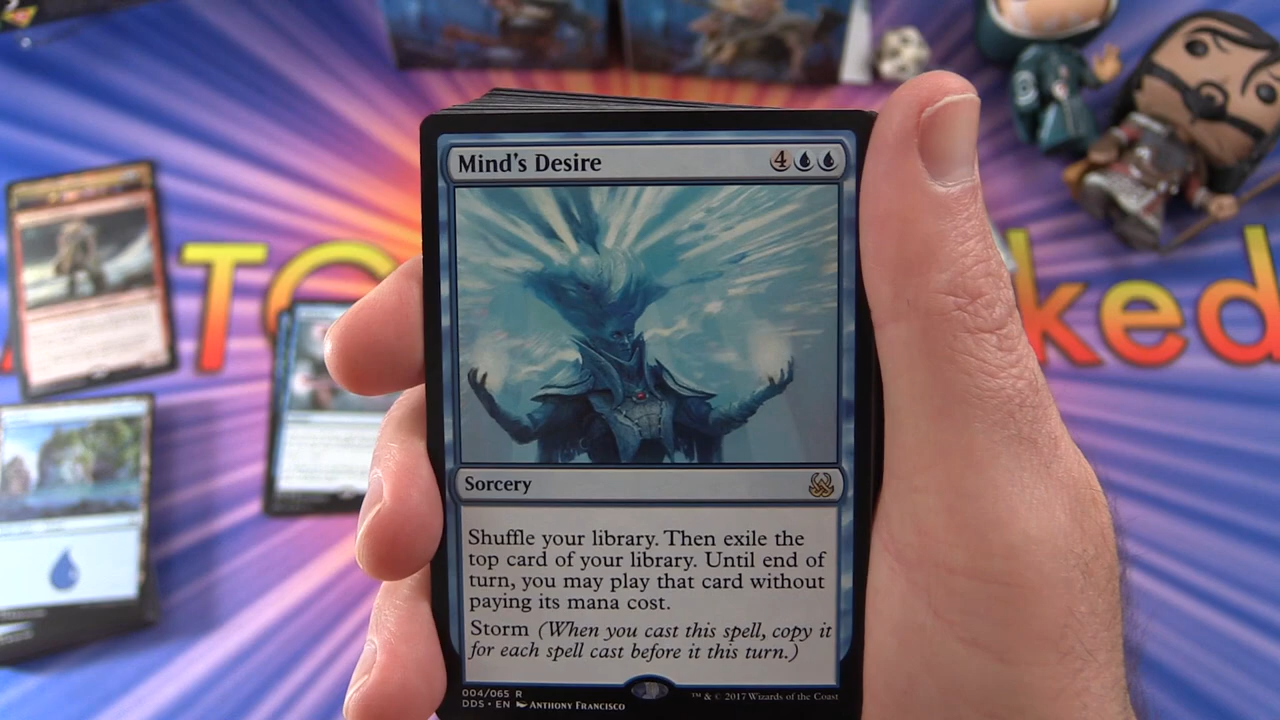 Mind's Desire
4
Sorcery
Shuffle your library. Then exile the
top card of your library. Until end of
turn, you may play that card without
paying its mana cost.
Storm (When you cast this spell, copy it
for each spell cast before it this turn.)
004/065 R
DDS • EN Anthony Francisco
™ & © 2017 Wizards of the Coast
TC
ked